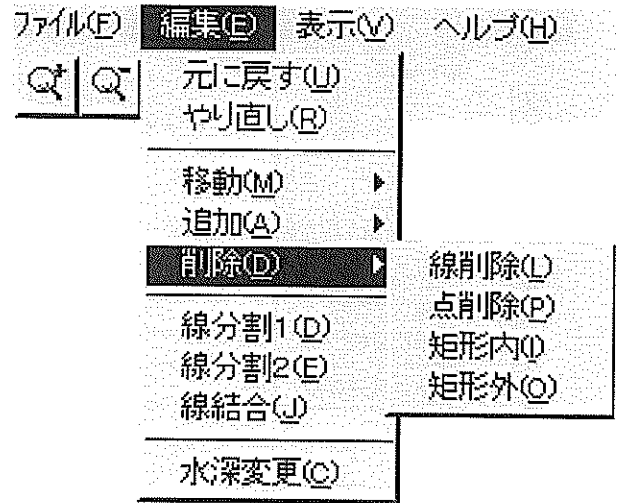 ファイル(F) 編集(E) 表示(V) ヘルプ(H)
元に戻す(U)
やり直し(R)
移動(M)
追加(A)
削除(D)
線削除(L)
点削除(P)
矩形内(I)
矩形外(O)
線分割1(D)
線分割2(E)
線結合(J)
水深変更(C)